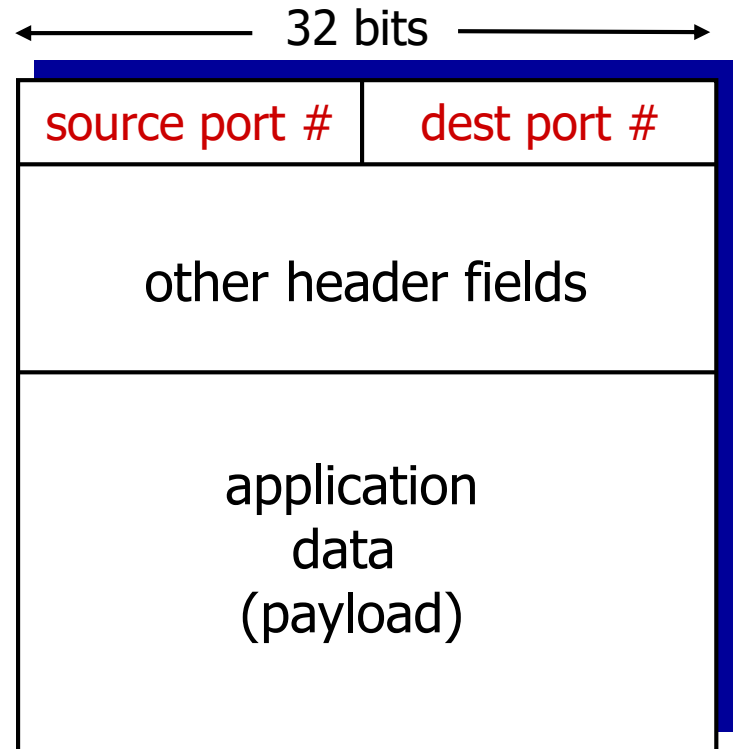 32 bits
source port # dest port #
other header fields
application
data
(payload)